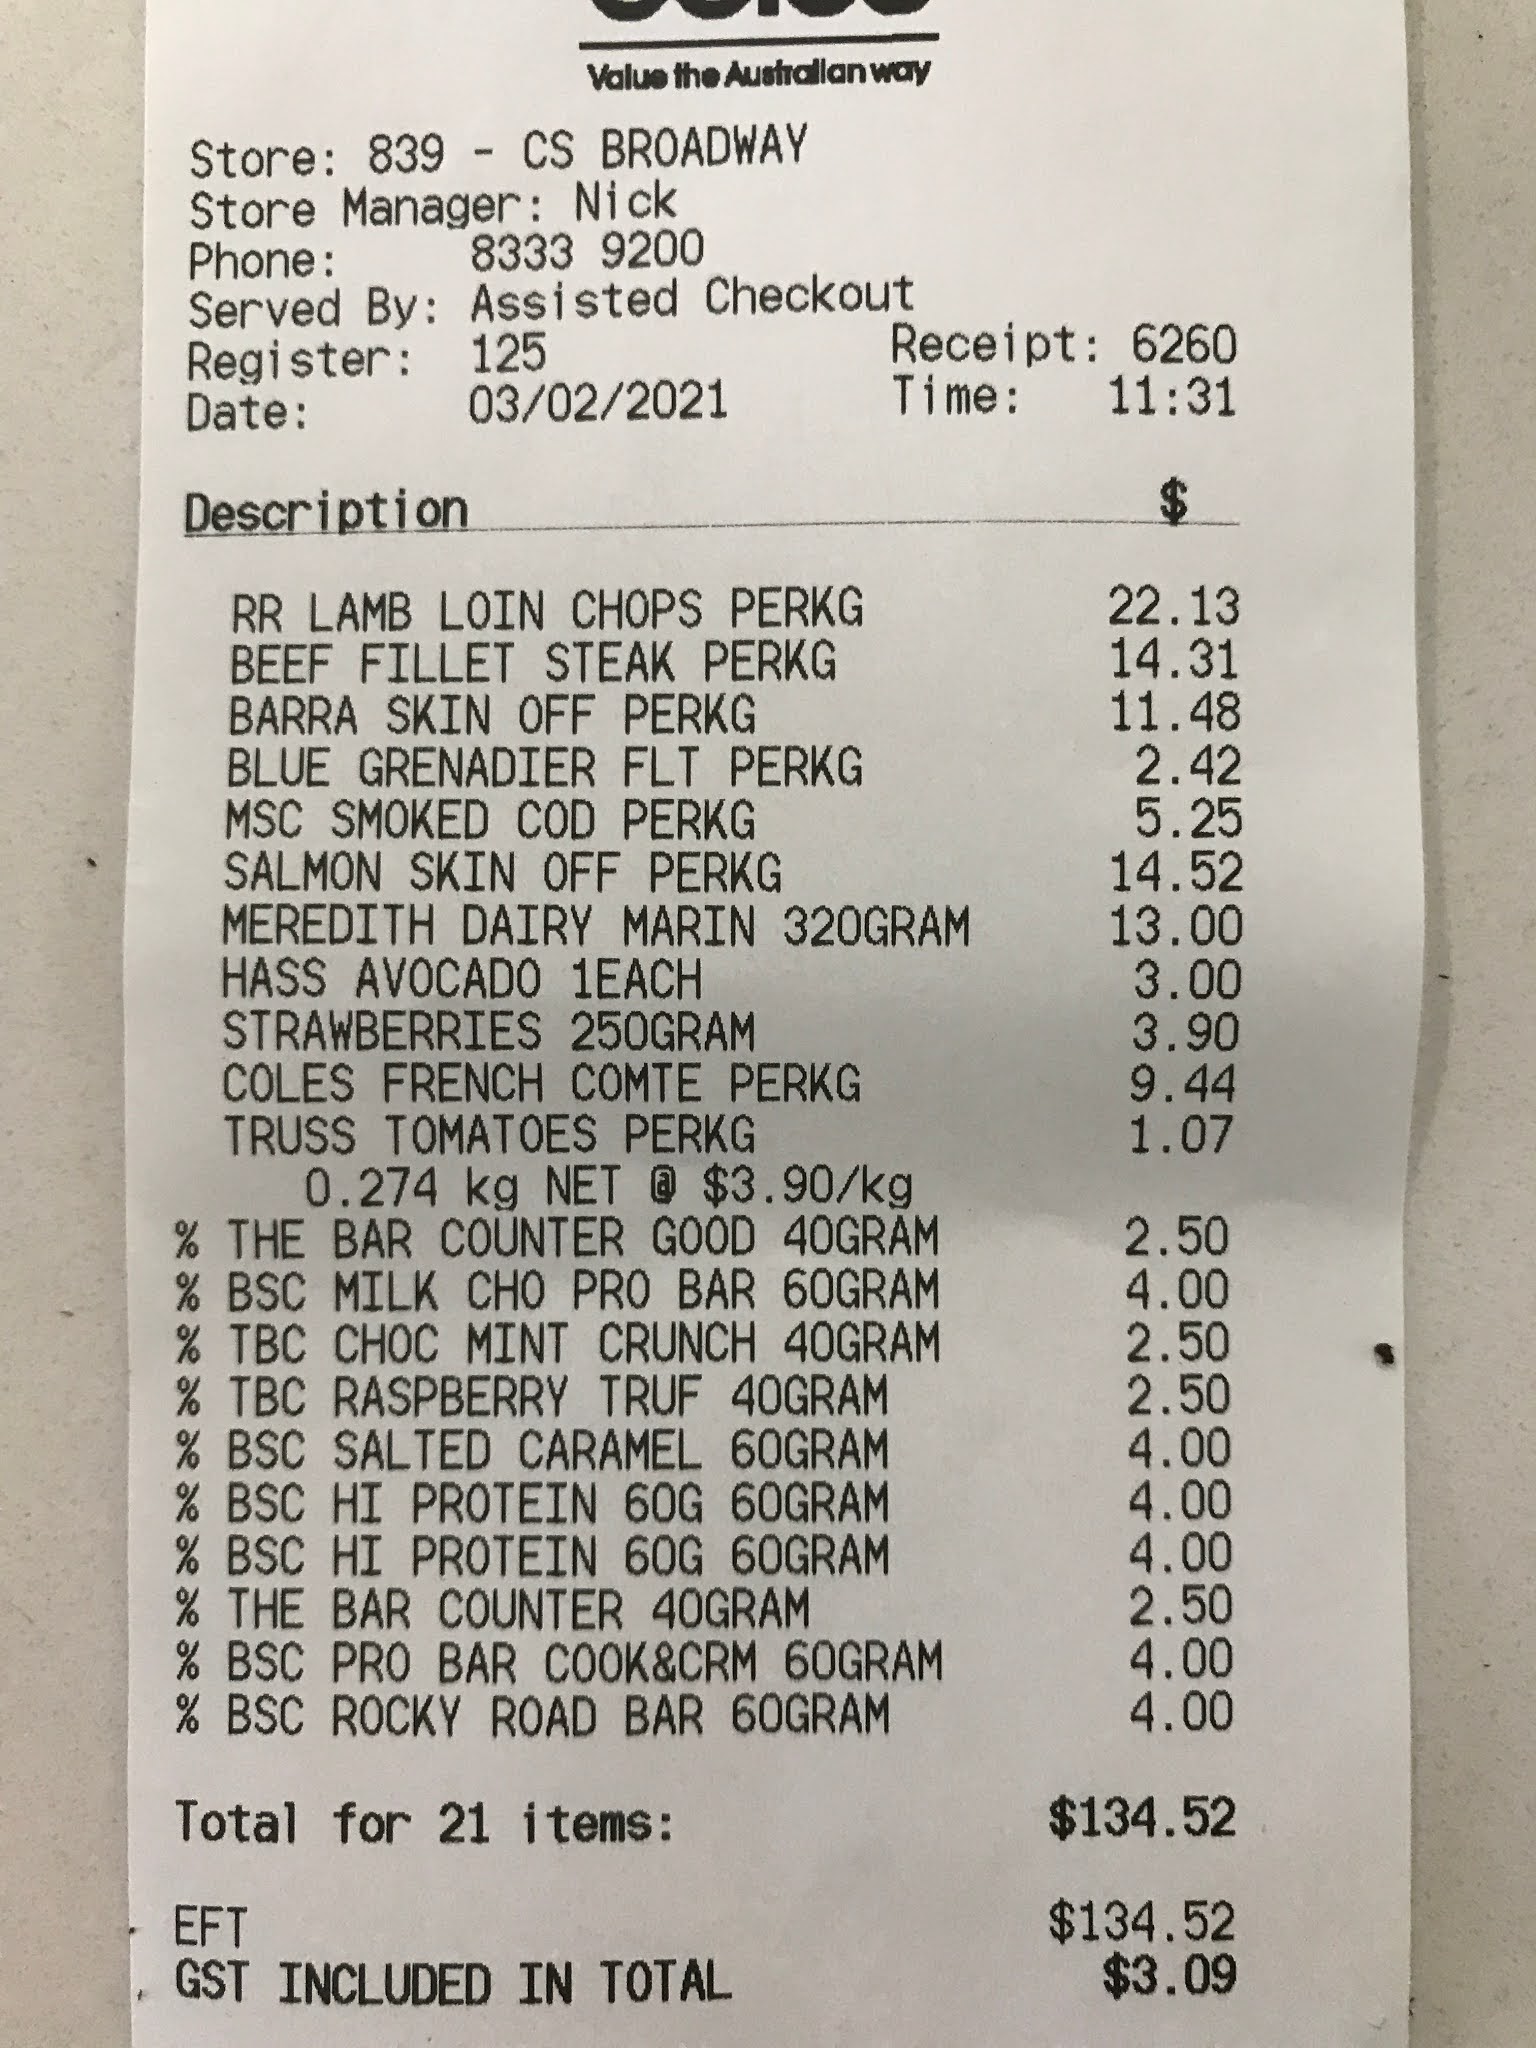 Value the Australian way
Store: 839 - CS BROADWAY
Store Manager: Nick
Phone: 8333 9200
Served By: Assisted Checkout
Register: 125 Receipt: 6260
Date: 03/02/2021 Time: 11:31
Description $
RR LAMB LOIN CHOPS PERKG 22.13
BEEF FILLET STEAK PERKG 14.31
BARRA SKIN OFF PERKG 11.48
BLUE GRENADIER FLT PERKG 2.42
MSC SMOKED COD PERKG 5.25
SALMON SKIN OFF PERKG 14.52
MEREDITH DAIRY MARIN 320GRAM 13.00
HASS AVOCADO 1EACH 3.00
STRAWBERRIES 250GRAM 3.90
COLES FRENCH COMTE PERKG 9.44
TRUSS TOMATOES PERKG 1.07
0.274 kg NET @ $3.90/kg
% THE BAR COUNTER GOOD 40GRAM 2.50
% BSC MILK CHO PRO BAR 60GRAM 4.00
% TBC CHOC MINT CRUNCH 40GRAM 2.50
% TBC RASPBERRY TRUF 40GRAM 2.50
% BSC SALTED CARAMEL 60GRAM 4.00
% BSC HI PROTEIN 60G 60GRAM 4.00
% BSC HI PROTEIN 60G 60GRAM 4.00
% THE BAR COUNTER 40GRAM 2.50
% BSC PRO BAR COOK&CRM 60GRAM 4.00
% BSC ROCKY ROAD BAR 60GRAM 4.00
Total for 21 items: $134.52
EFT $134.52
GST INCLUDED IN TOTAL $3.09